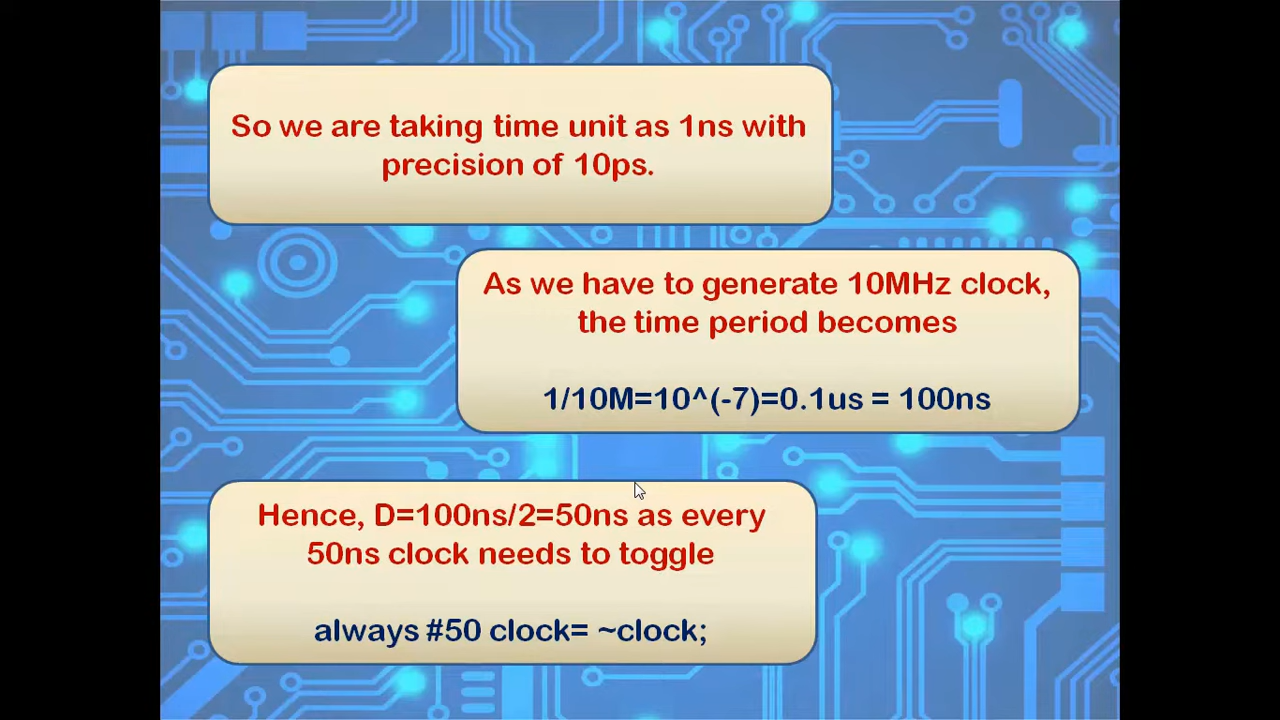 So we are taking time unit as 1ns with
precision of 10ps.
As we have to generate 10MHz clock,
the time period becomes
1/10M=10^(-7)=0.1us = 100ns
Hence, D=100ns/2=50ns as every
50ns clock needs to toggle
always #50 clock= ~clock;